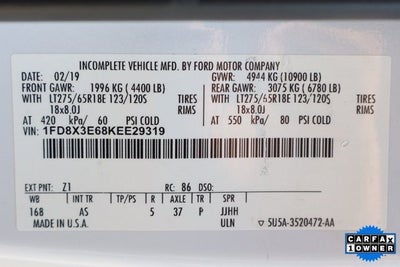 INCOMPLETE VEHICLE MFD. BY FORD MOTOR COMPANY
DATE: 02/19 GVWR: 4944 KG (10900 LB)
FRONT GAWR: 1996 KG (4400 LB) REAR GAWR: 3075 KG (6780 LB)
WITH LT275/65R18E 123/120S TIRES WITH LT275/65R18E 123/120S TIRES
18x8.0J RIMS 18x8.0J RIMS
AT 420 kPa/ 60 PSI COLD AT 550 kPa/ 80 PSI COLD
1FD8X3E68KEE29319
EXT PNT: Z1 RC: 86 DSO:
WB INT TR TP/PS R AXLE TR SPR
168 AS 5 37 P JJHH
MADE IN U.S.A. ULN 5U5A-3520472-AA
CARFAX
1 OWNER